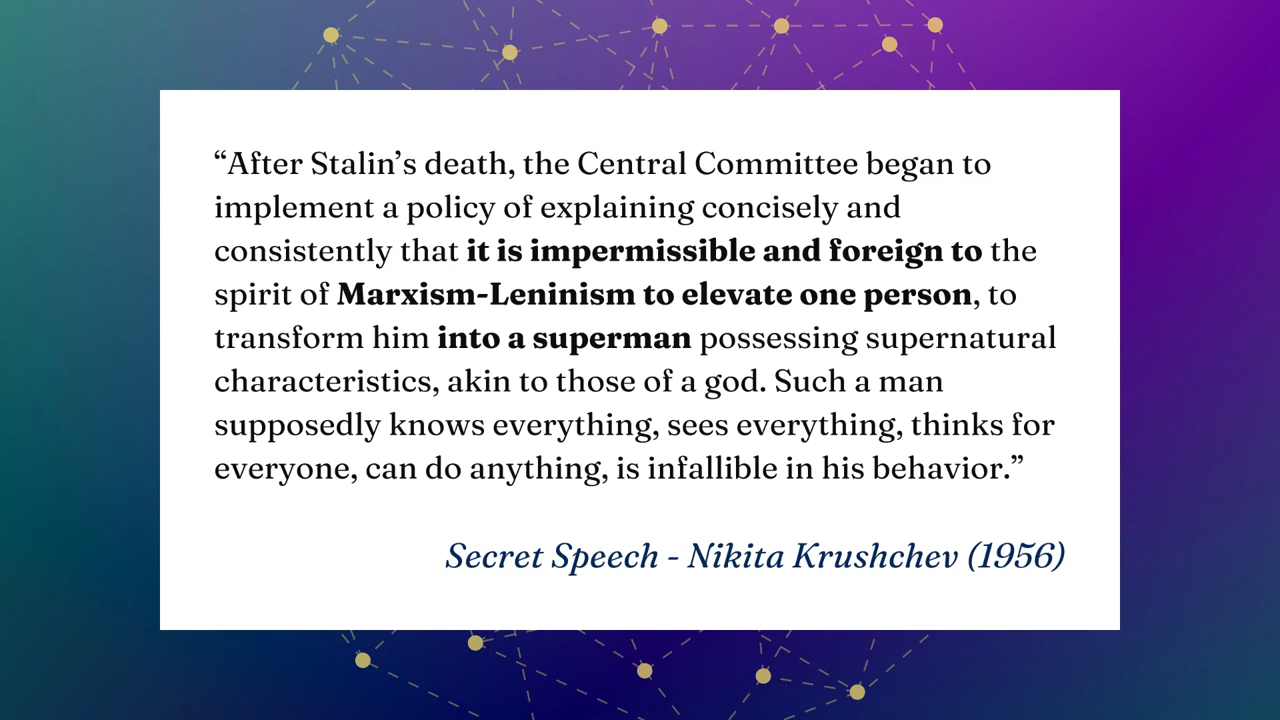 “After Stalin’s death, the Central Committee began to
implement a policy of explaining concisely and
consistently that it is impermissible and foreign to the
spirit of Marxism-Leninism to elevate one person, to
transform him into a superman possessing supernatural
characteristics, akin to those of a god. Such a man
supposedly knows everything, sees everything, thinks for
everyone, can do anything, is infallible in his behavior.”
Secret Speech - Nikita Krushchev (1956)